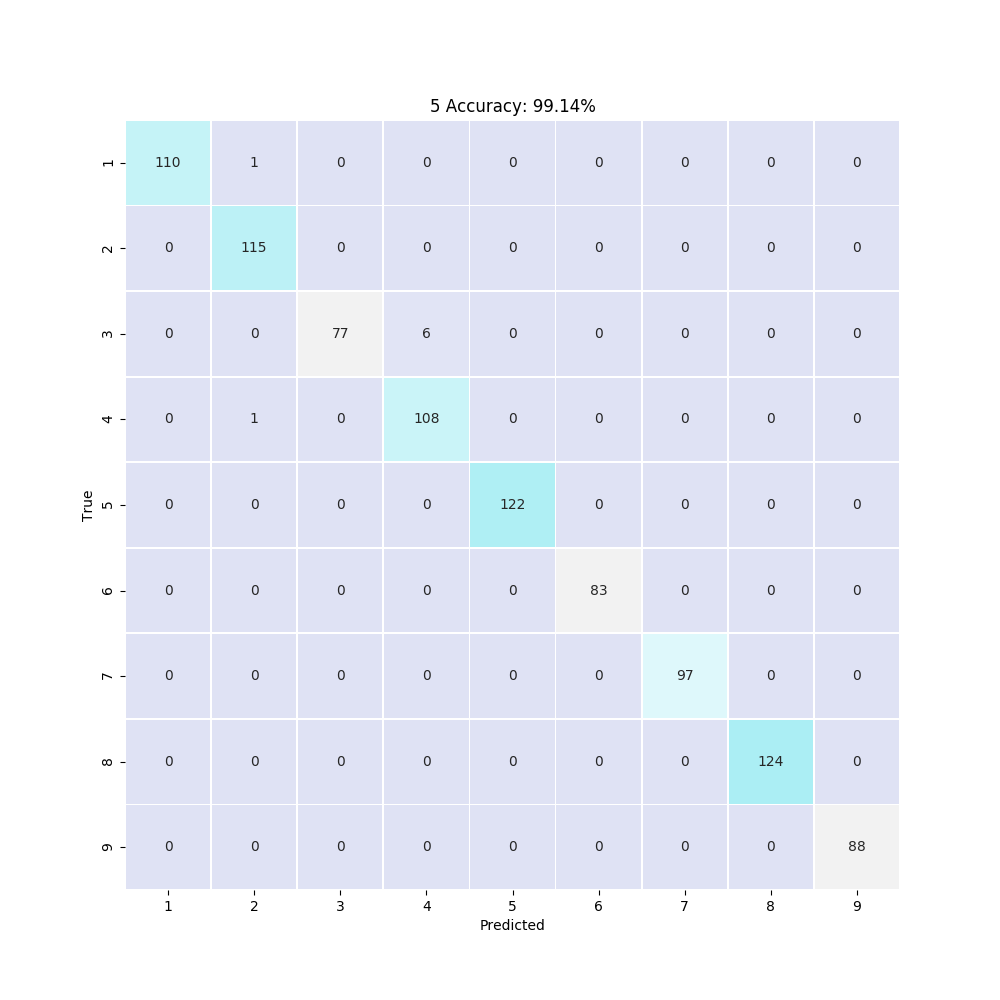 5 Accuracy: 99.14%
1 110 1 0 0 0 0 0 0 0
2 0 115 0 0 0 0 0 0 0
3 0 0 77 6 0 0 0 0 0
4 0 1 0 108 0 0 0 0 0
True
5 0 0 0 0 122 0 0 0 0
6 0 0 0 0 0 83 0 0 0
7 0 0 0 0 0 0 97 0 0
8 0 0 0 0 0 0 0 124 0
9 0 0 0 0 0 0 0 0 88
1 2 3 4 5 6 7 8 9
Predicted